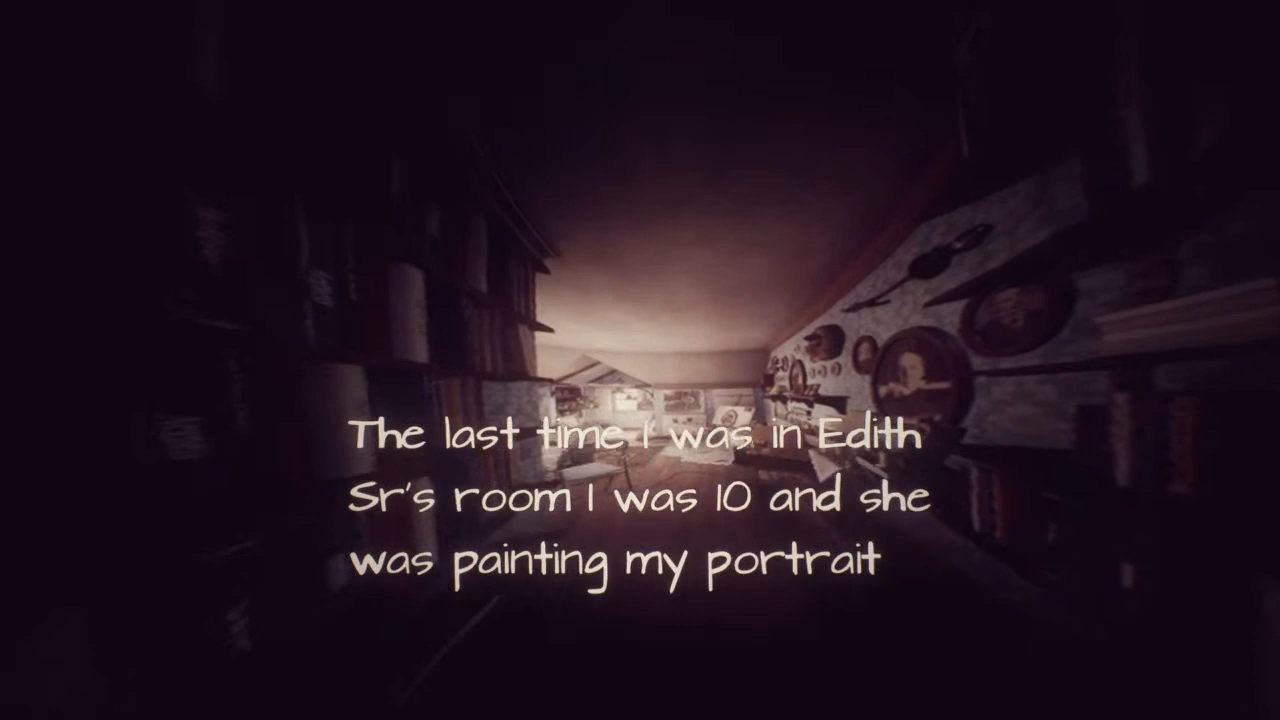 The last time I was in Edith
Sr's room I was 10 and she
was painting my portrait